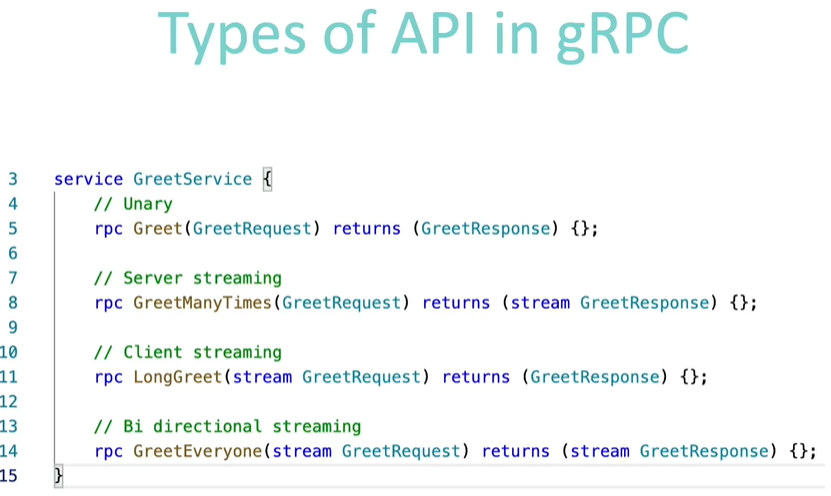 Types of API in gRPC
3 service GreetService {
4 // Unary
5 rpc Greet(GreetRequest) returns (GreetResponse) {};
6
7 // Server streaming
8 rpc GreetManyTimes(GreetRequest) returns (stream GreetResponse) {};
9
10 // Client streaming
11 rpc LongGreet(stream GreetRequest) returns (GreetResponse) {};
12
13 // Bi directional streaming
14 rpc GreetEveryone(stream GreetRequest) returns (stream GreetResponse) {};
15 }